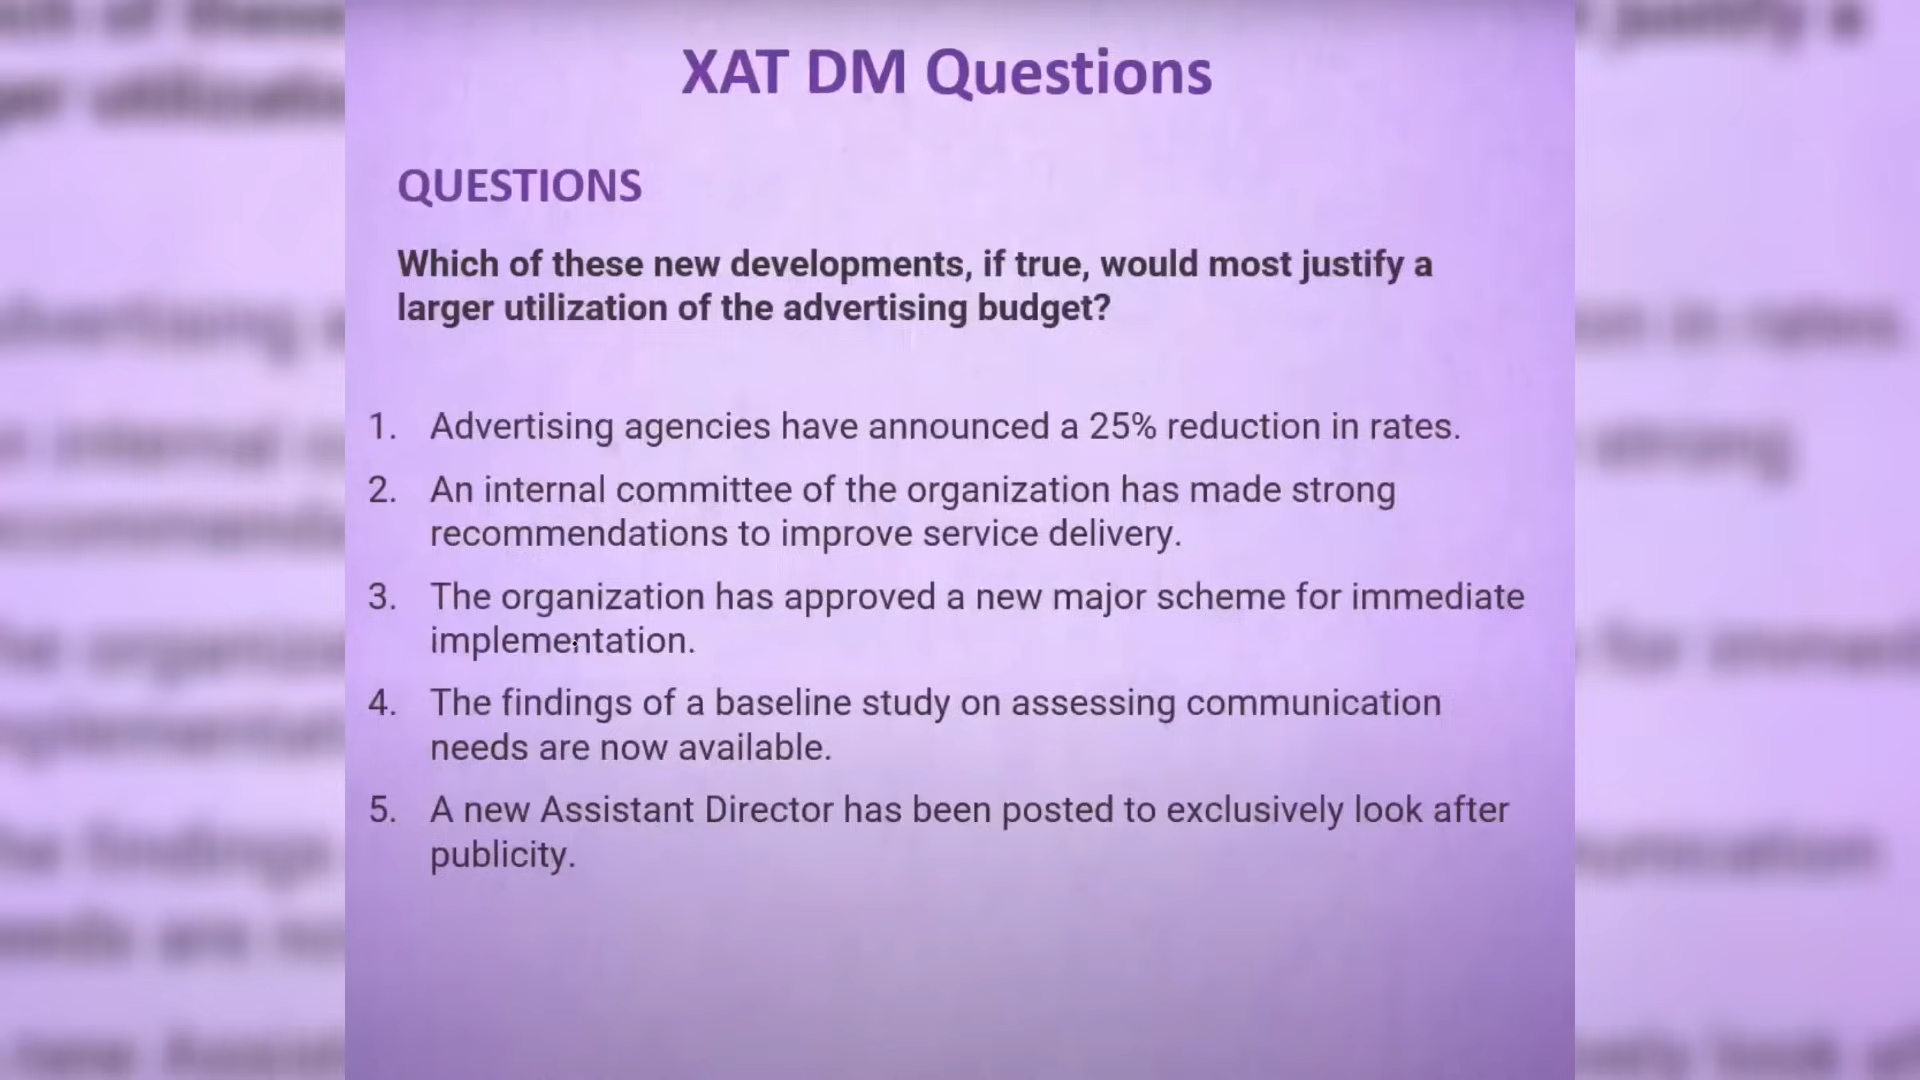 XAT DM Questions
QUESTIONS
Which of these new developments, if true, would most justify a
larger utilization of the advertising budget?
1. Advertising agencies have announced a 25% reduction in rates.
2. An internal committee of the organization has made strong
recommendations to improve service delivery.
3. The organization has approved a new major scheme for immediate
implementation.
4. The findings of a baseline study on assessing communication
needs are now available.
5. A new Assistant Director has been posted to exclusively look after
publicity.